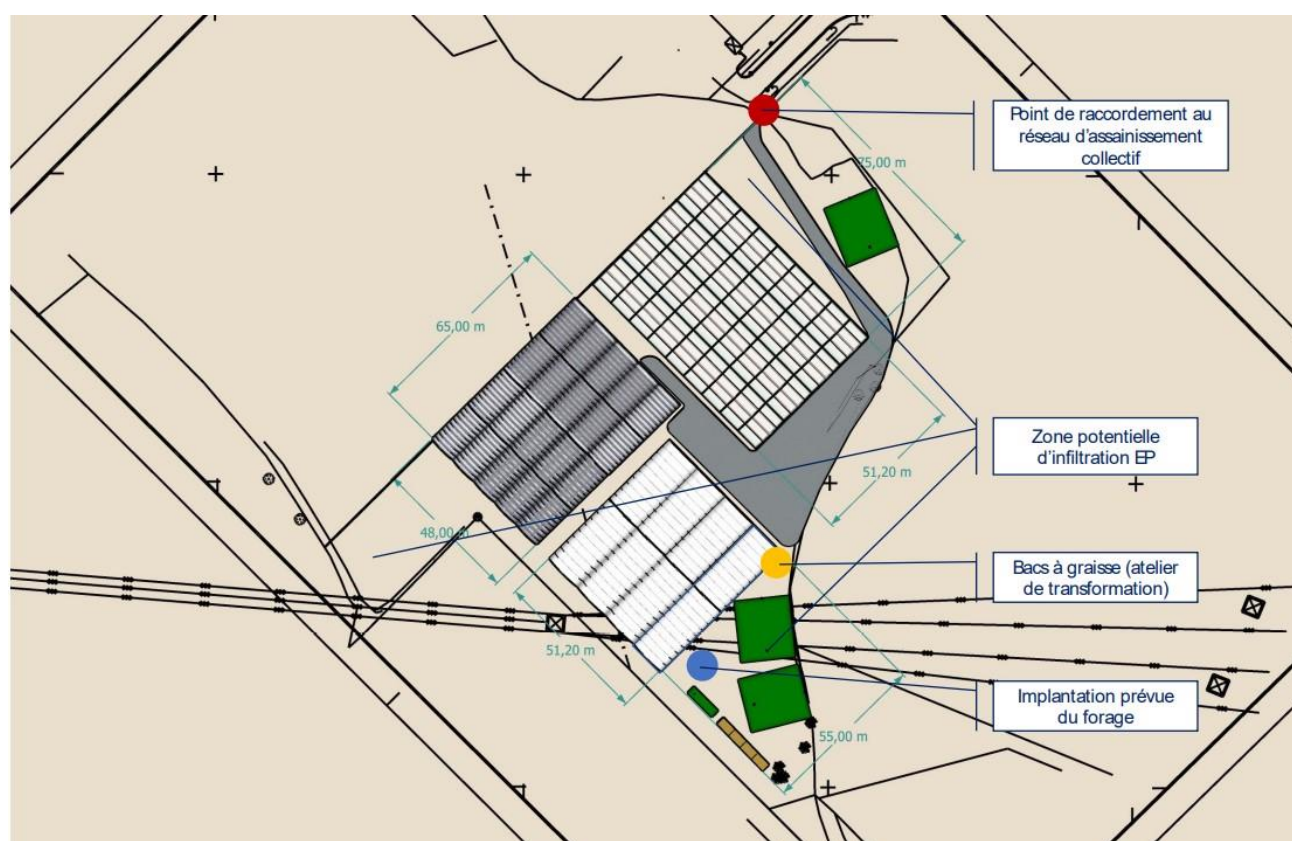 Point de raccordement au
réseau d'assainissement
collectif
75,00 m
65,00 m
Zone potentielle
d'infiltration EP
51,20 m
48,00 m
Bacs à graisse (atelier
de transformation)
51,20 m
Implantation prévue
du forage
55,00 m